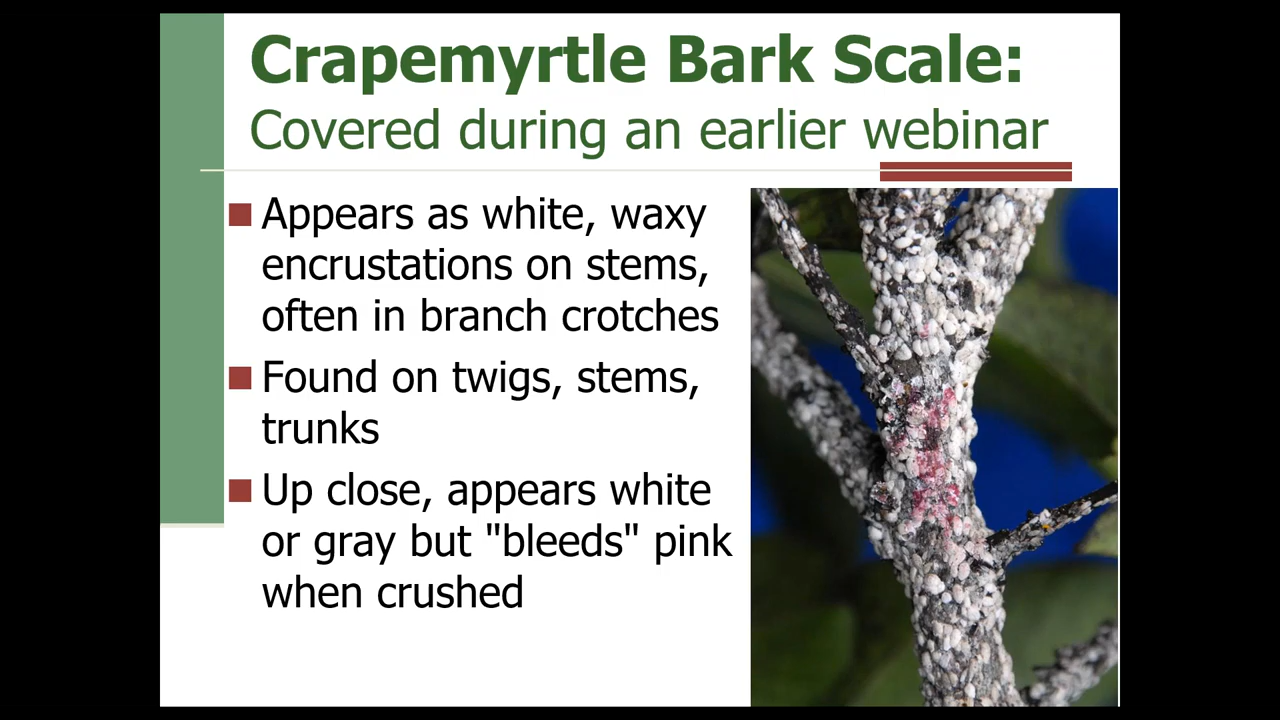 Crapemyrtle Bark Scale:
Covered during an earlier webinar
Appears as white, waxy
encrustations on stems,
often in branch crotches
Found on twigs, stems,
trunks
Up close, appears white
or gray but "bleeds" pink
when crushed